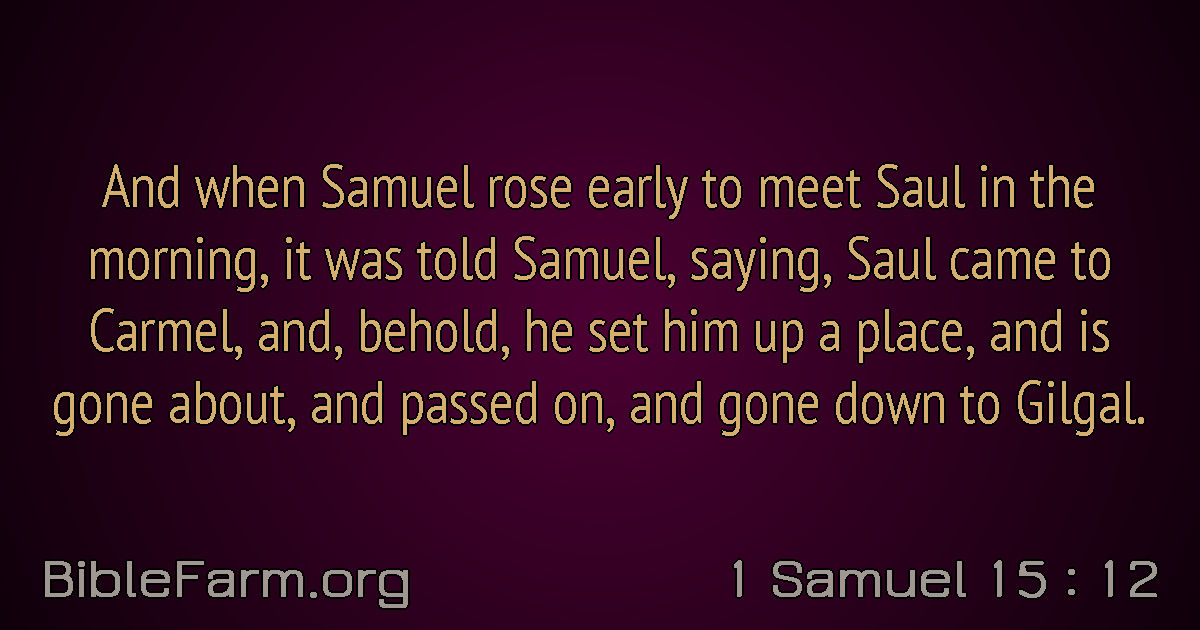 And when Samuel rose early to meet Saul in the
morning, it was told Samuel, saying, Saul came to
Carmel, and, behold, he set him up a place, and is
gone about, and passed on, and gone down to Gilgal.
BibleFarm.org
1 Samuel 15 : 12